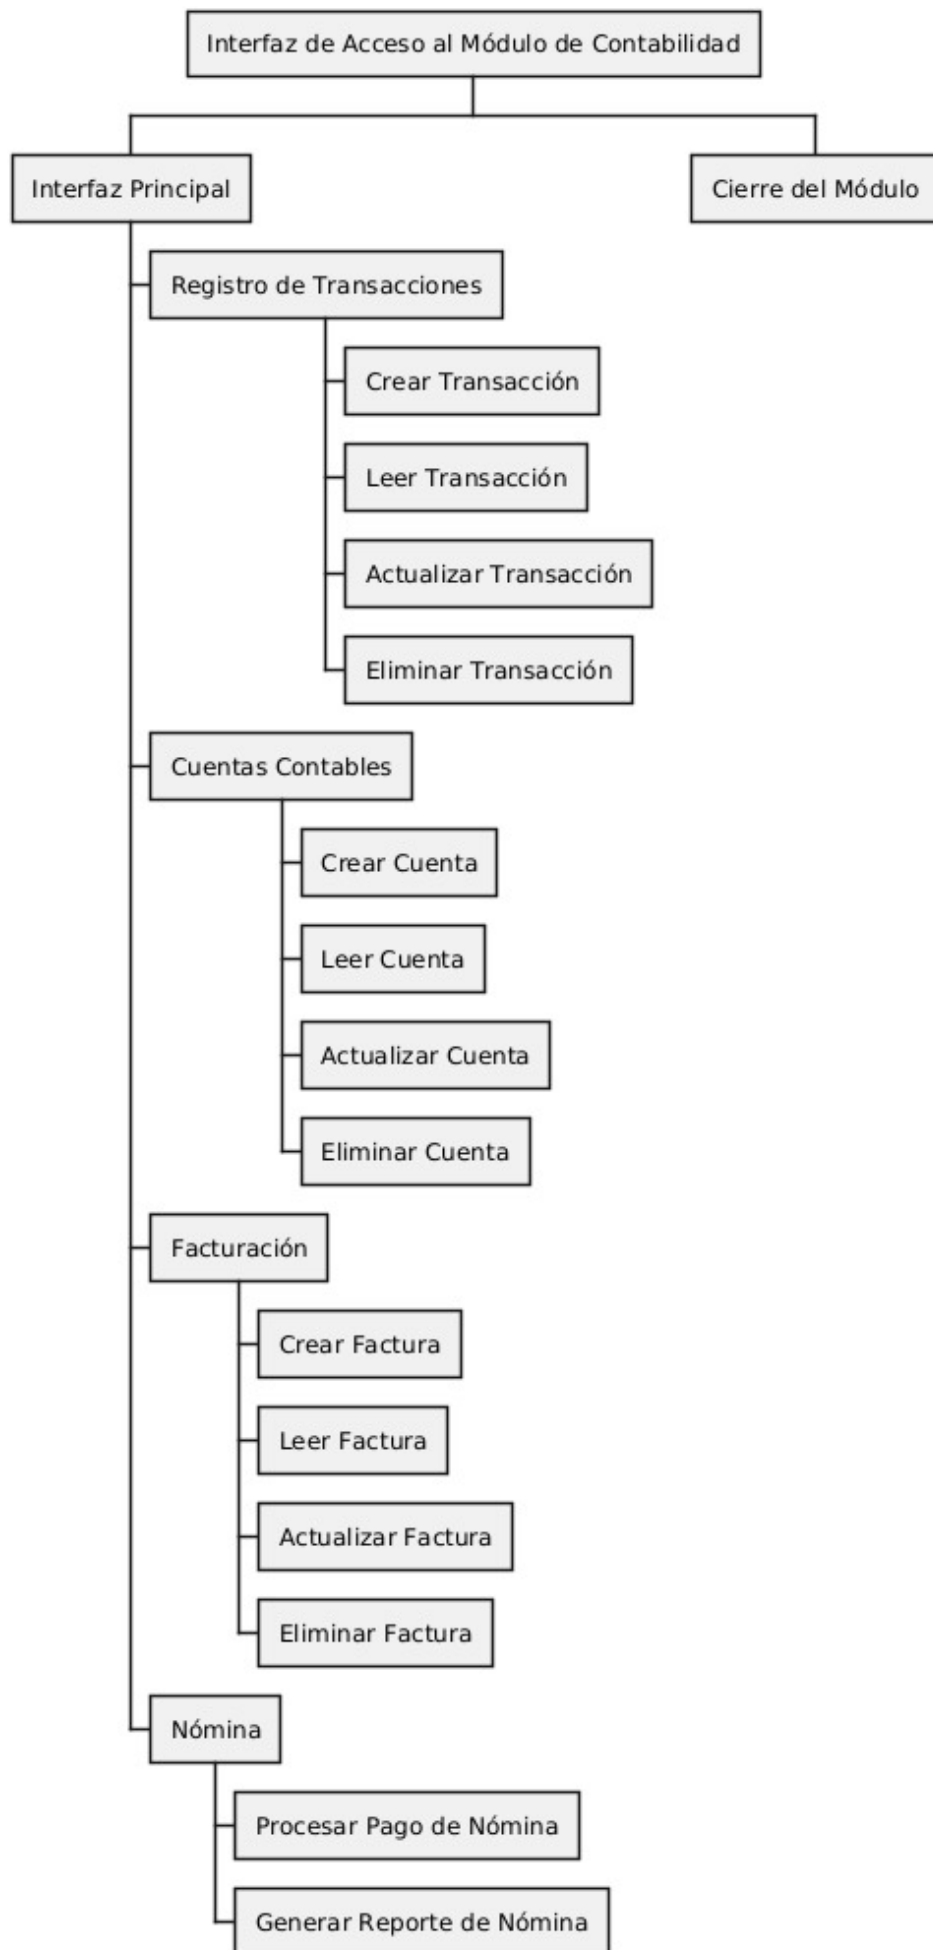 Interfaz de Acceso al Módulo de Contabilidad
Interfaz Principal
Cierre del Módulo
Registro de Transacciones
Crear Transacción
Leer Transacción
Actualizar Transacción
Eliminar Transacción
Cuentas Contables
Crear Cuenta
Leer Cuenta
Actualizar Cuenta
Eliminar Cuenta
Facturación
Crear Factura
Leer Factura
Actualizar Factura
Eliminar Factura
Nómina
Procesar Pago de Nómina
Generar Reporte de Nómina